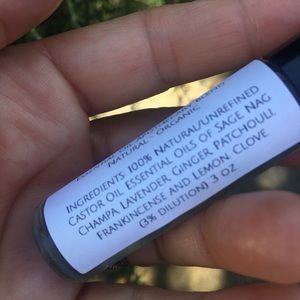 NATURAL - ORGANIC
INGREDIENTS 100% NATURAL/UNREFINED
CASTOR OIL ESSENTIAL OILS OF SAGE NAG
CHAMPA LAVENDER GINGER PATCHOULI
FRANKINCENSE AND LEMON CLOVE
(3% DILUTION) .3 OZ